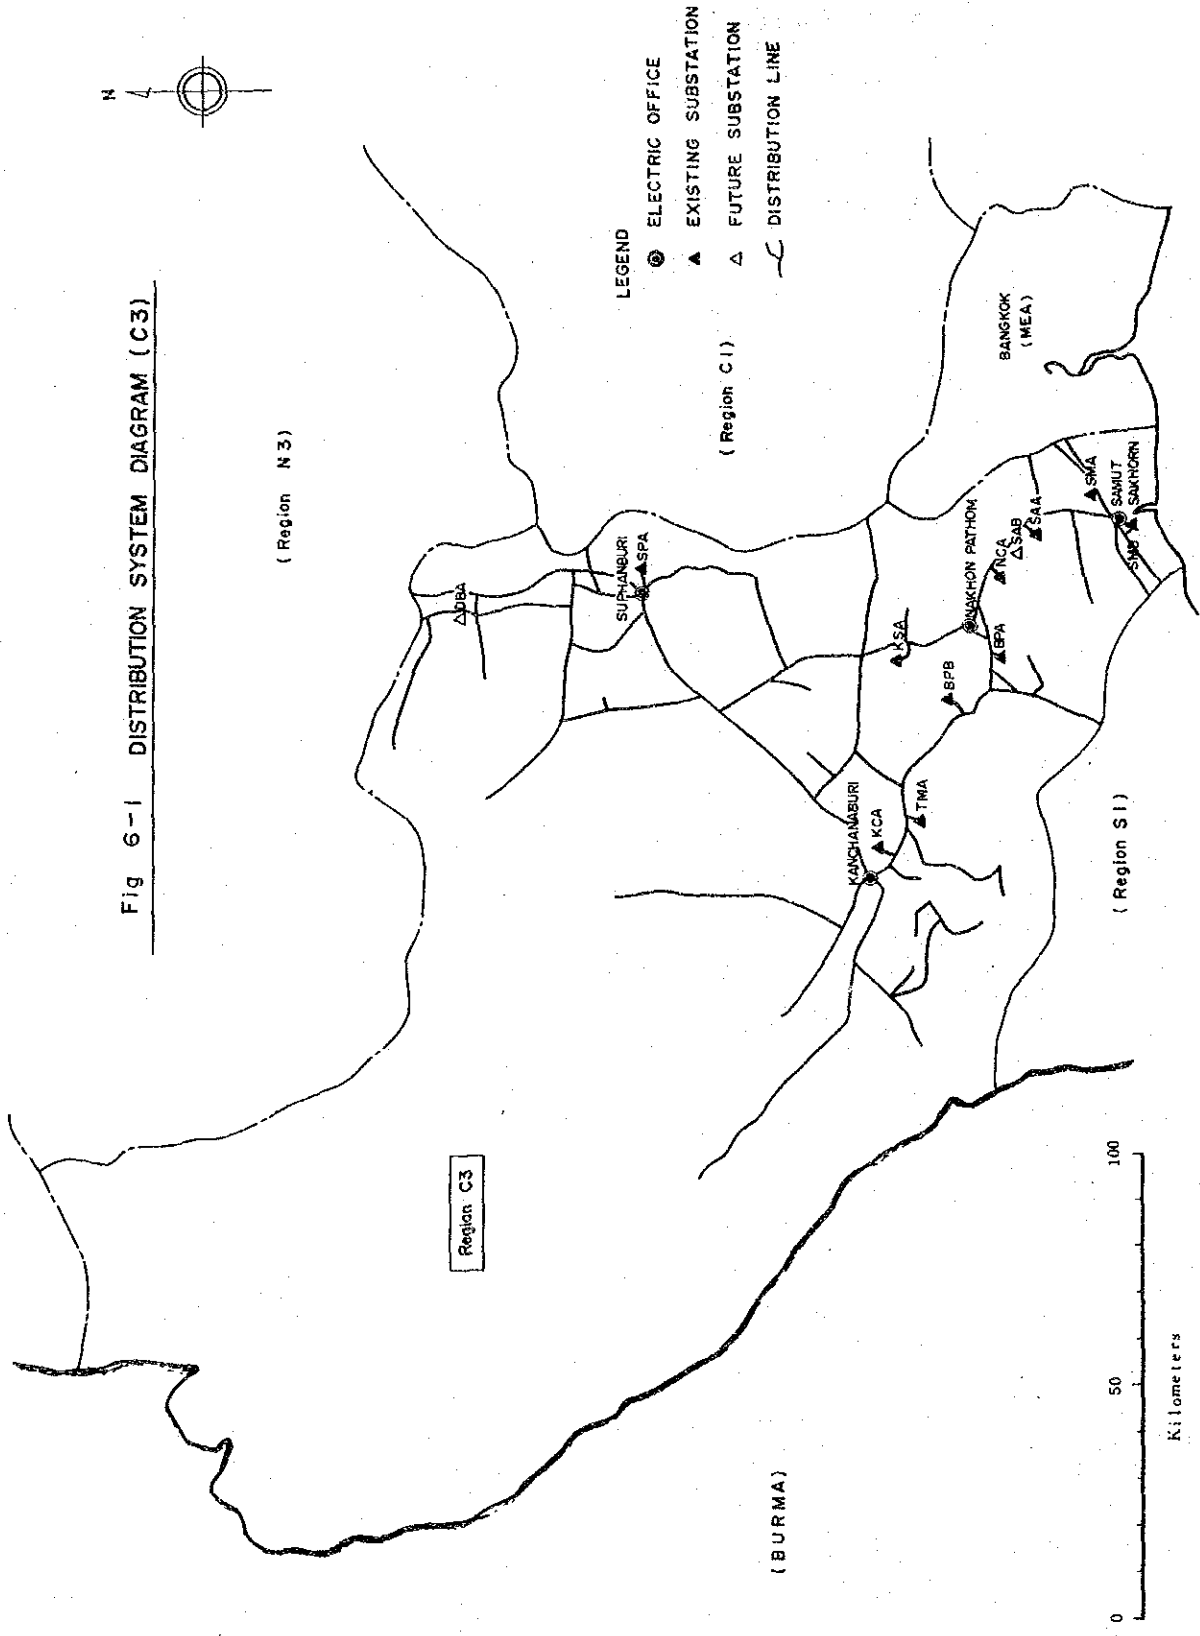 Fig 6-1 DISTRIBUTION SYSTEM DIAGRAM (C3)
N
(Region N3)
LEGEND
ELECTRIC OFFICE
EXISTING SUBSTATION
FUTURE SUBSTATION
DISTRIBUTION LINE
Region C3
DBA
SUPHANBURI
SPA
(Region C1)
(BURMA)
KANCHANABURI
KCA
TMA
KSA
BPB
NAKHON PATHOM
BPA
NCA
SAB
SAA
BANGKOK
(MEA)
SMA
SAMUT
SAKHORN
SMB
(Region S1)
0 50 100
Kilometers